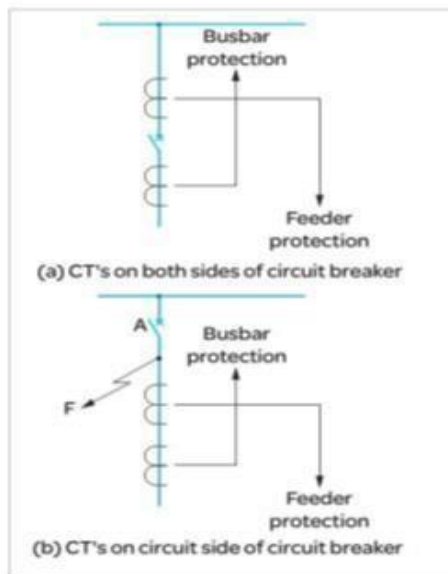 Busbar
protection
Feeder
protection
(a) CT's on both sides of circuit breaker
A
Busbar
protection
F
Feeder
protection
(b) CT's on circuit side of circuit breaker